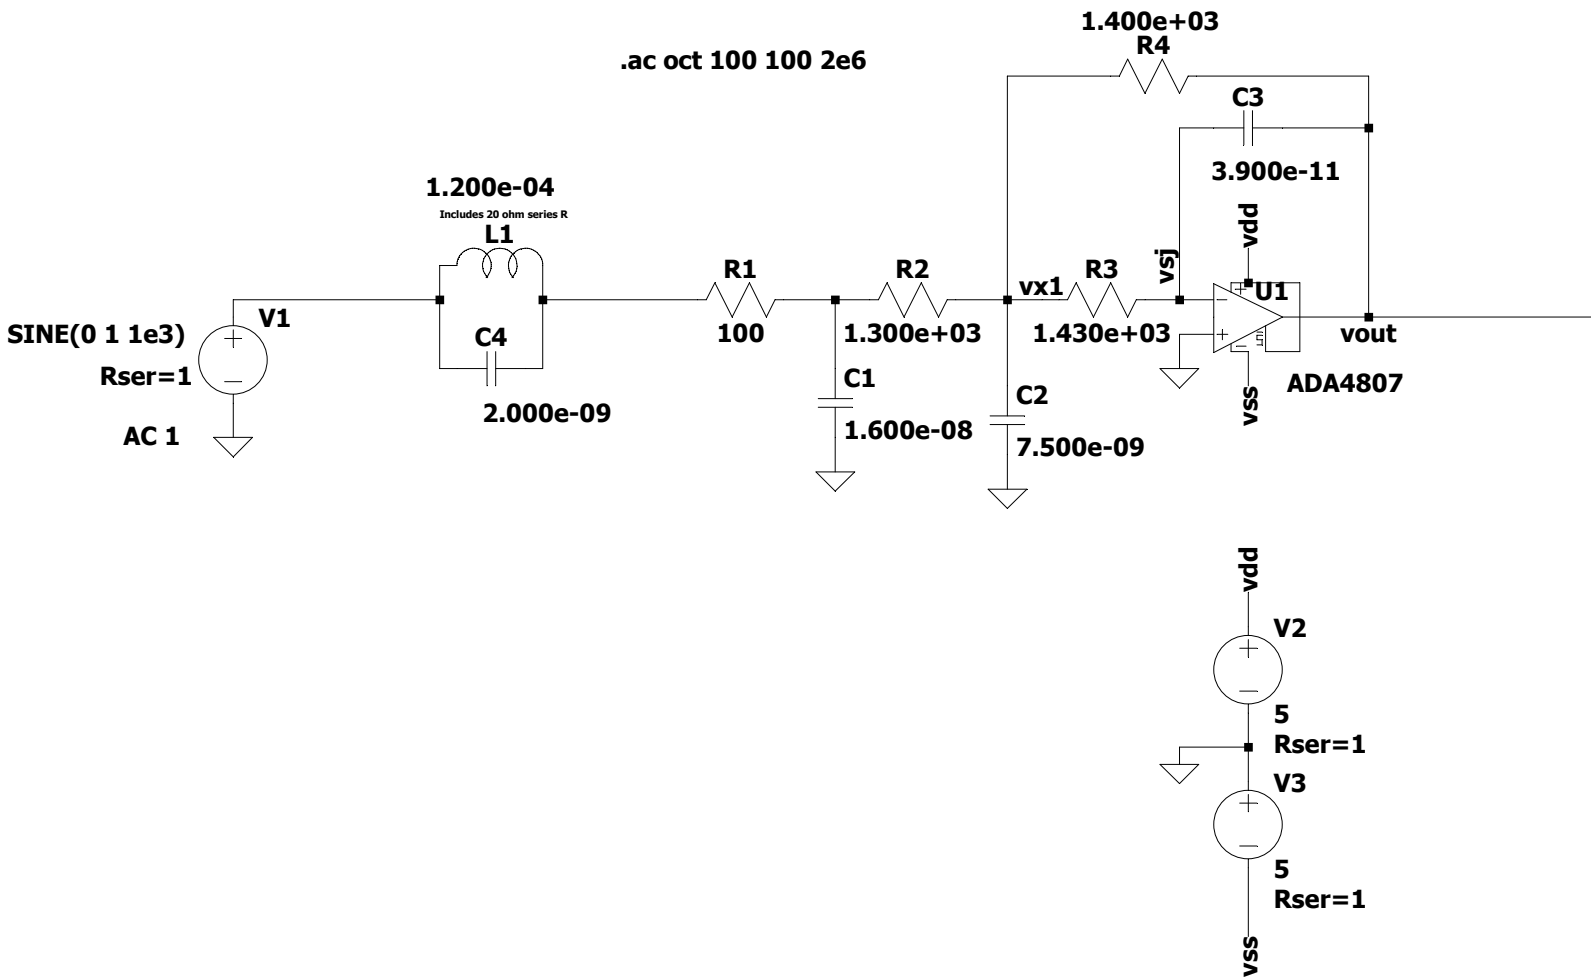 1.400e+03
R4
.ac oct 100 100 2e6
C3
3.900e-11
1.200e-04
Includes 20 ohm series R
L1
vdd
vsj
R1
R2
vx1
R3
U1
V1
SINE(0 1 1e3)
Rser=1
AC 1
C4
2.000e-09
100
1.300e+03
1.430e+03
vout
C1
1.600e-08
C2
7.500e-09
ADA4807
vss
vdd
V2
5
Rser=1
V3
5
Rser=1
vss